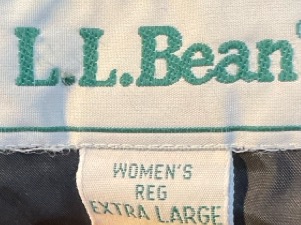 L.L.Bean
WOMEN'S
REG
EXTRA LARGE